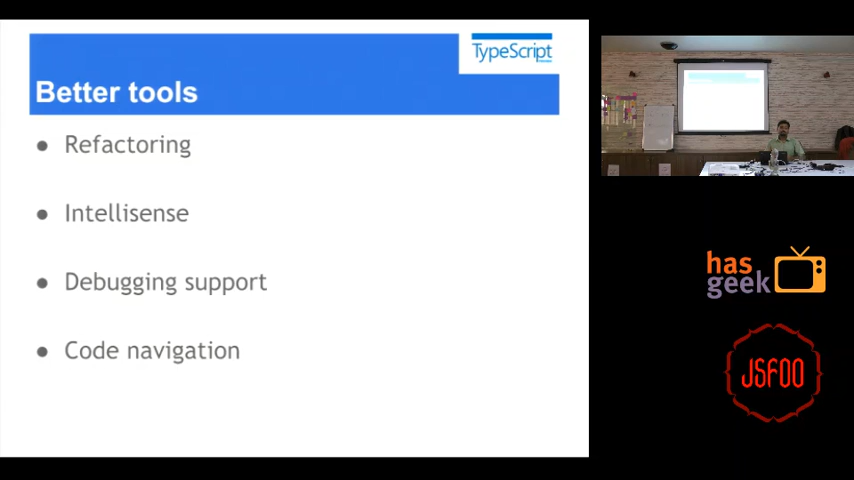 TypeScript
Better tools
Refactoring
Intellisense
Debugging support
Code navigation
has
geek
JSFOO